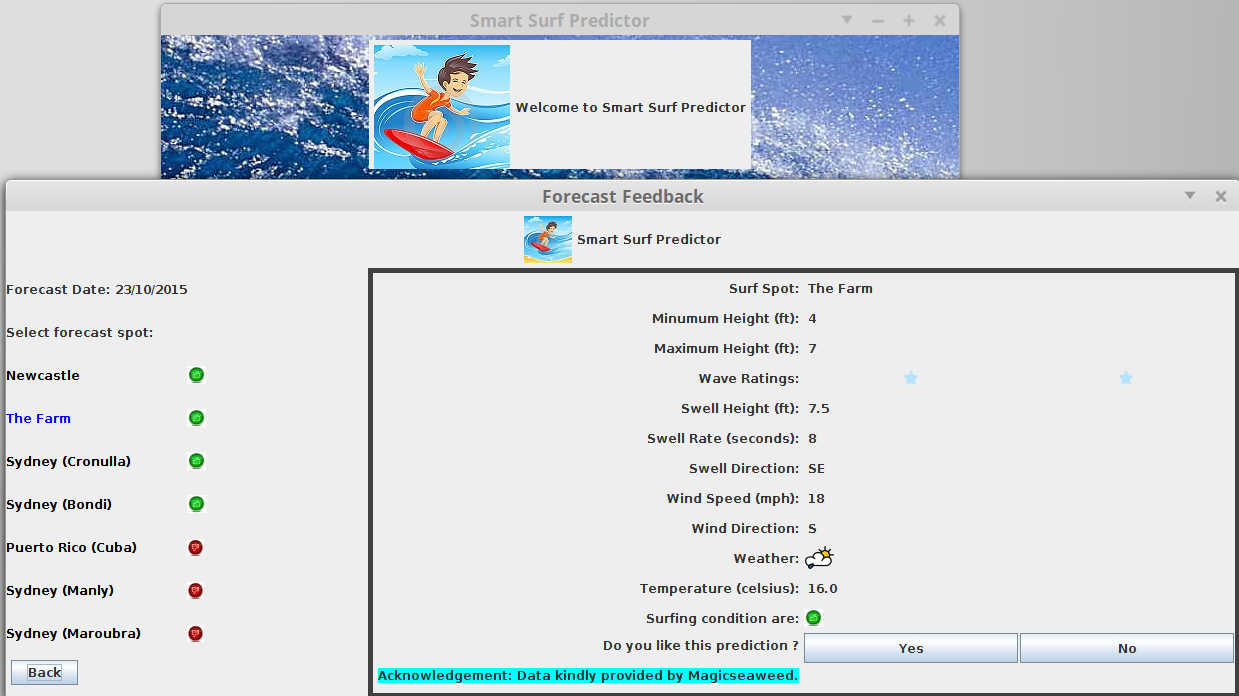 Smart Surf Predictor
Welcome to Smart Surf Predictor
Forecast Feedback
Smart Surf Predictor
Forecast Date: 23/10/2015
Select forecast spot:
Newcastle
The Farm
Sydney (Cronulla)
Sydney (Bondi)
Puerto Rico (Cuba)
Sydney (Manly)
Sydney (Maroubra)
Back
Surf Spot: The Farm
Minumum Height (ft): 4
Maximum Height (ft): 7
Wave Ratings:
Swell Height (ft): 7.5
Swell Rate (seconds): 8
Swell Direction: SE
Wind Speed (mph): 18
Wind Direction: S
Weather:
Temperature (celsius): 16.0
Surfing condition are:
Do you like this prediction ? Yes No
Acknowledgement: Data kindly provided by Magicseaweed.